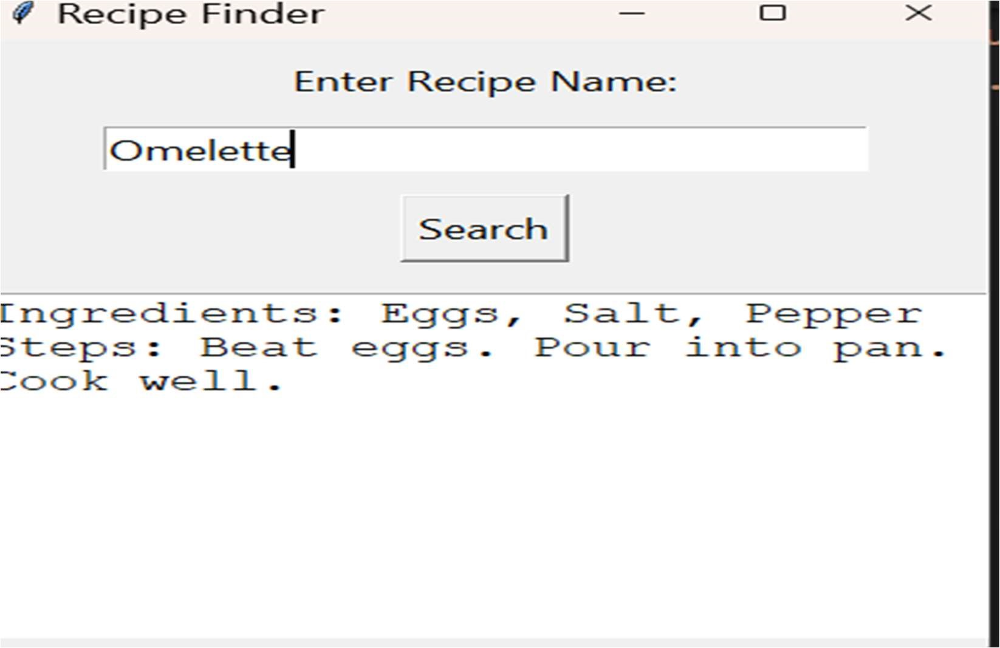 Recipe Finder
Enter Recipe Name:
Omelette
Search
Ingredients: Eggs, Salt, Pepper
Steps: Beat eggs. Pour into pan.
Cook well.